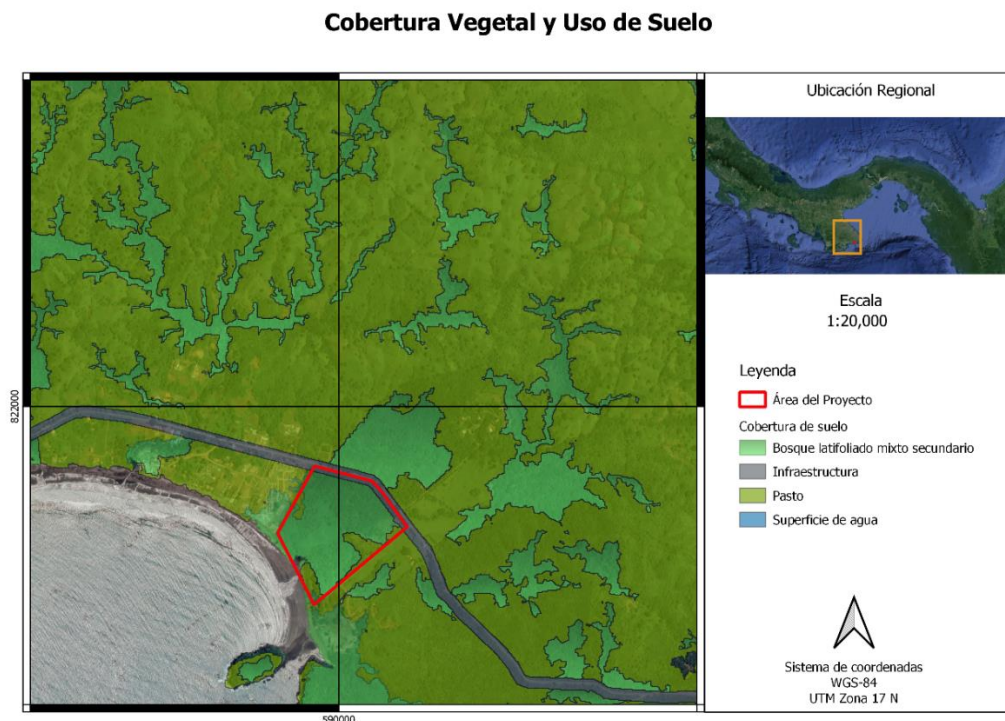 Cobertura Vegetal y Uso de Suelo
Ubicación Regional
Escala
1:20,000
Leyenda
Área del Proyecto
Cobertura de suelo
Bosque latifoliado mixto secundario
Infraestructura
Pasto
Superficie de agua
Sistema de coordenadas
WGS-84
UTM Zona 17 N
822000
590000